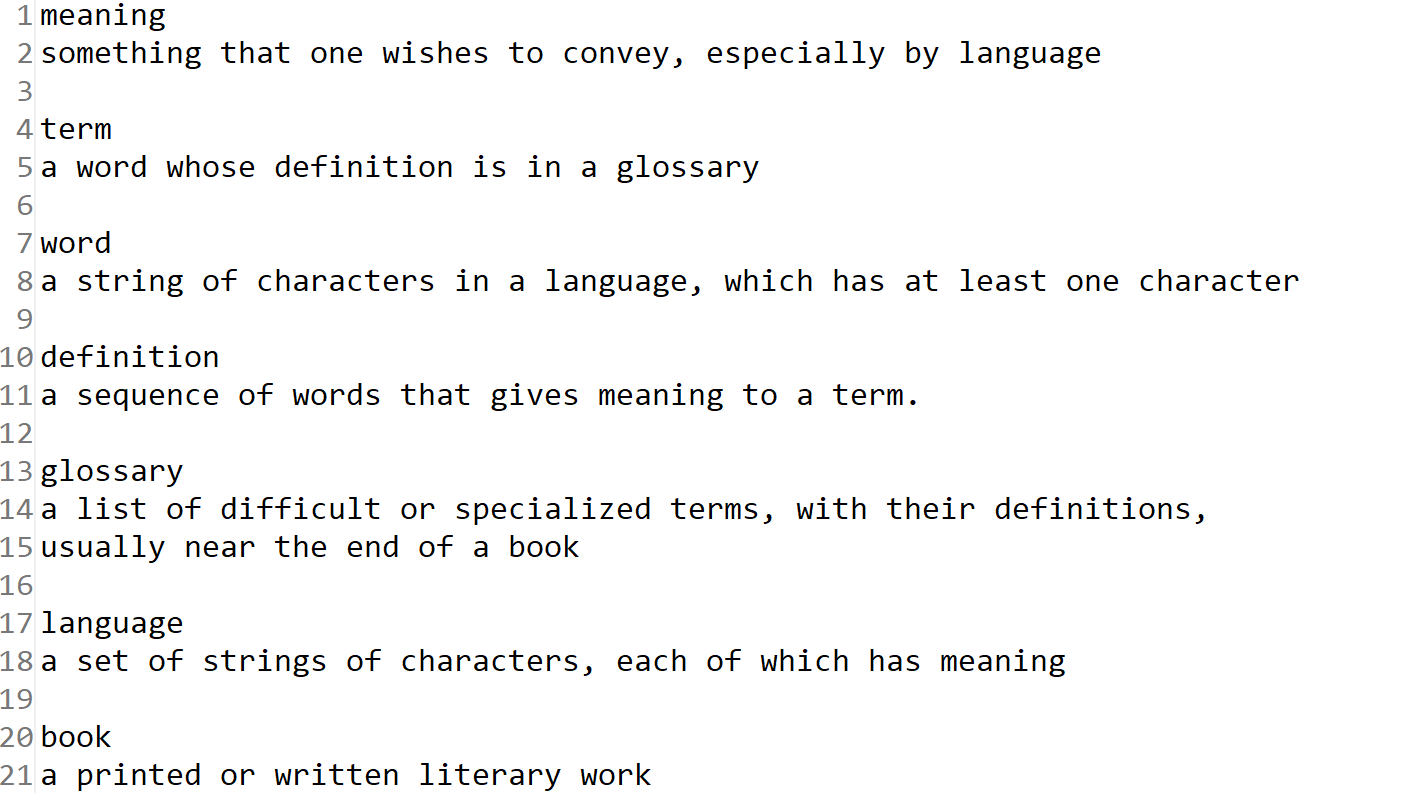 1 meaning
2 something that one wishes to convey, especially by language
3
4 term
5 a word whose definition is in a glossary
6
7 word
8 a string of characters in a language, which has at least one character
9
10 definition
11 a sequence of words that gives meaning to a term.
12
13 glossary
14 a list of difficult or specialized terms, with their definitions,
15 usually near the end of a book
16
17 language
18 a set of strings of characters, each of which has meaning
19
20 book
21 a printed or written literary work